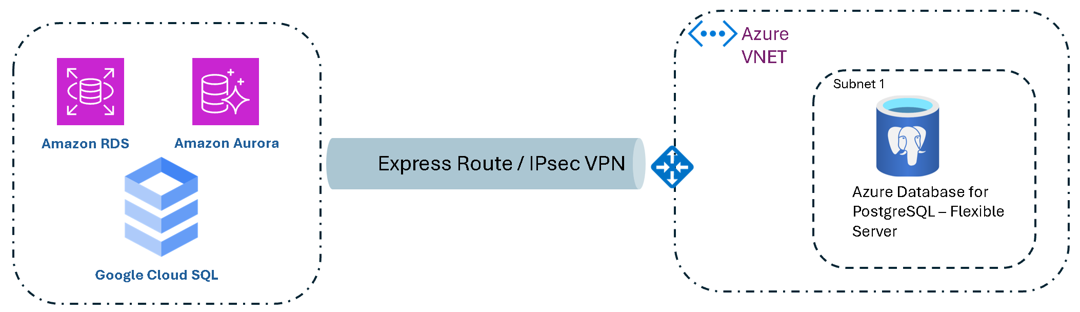 Amazon RDS
Amazon Aurora
Google Cloud SQL
Express Route / IPsec VPN
Azure
VNET
Subnet 1
Azure Database for
PostgreSQL – Flexible
Server